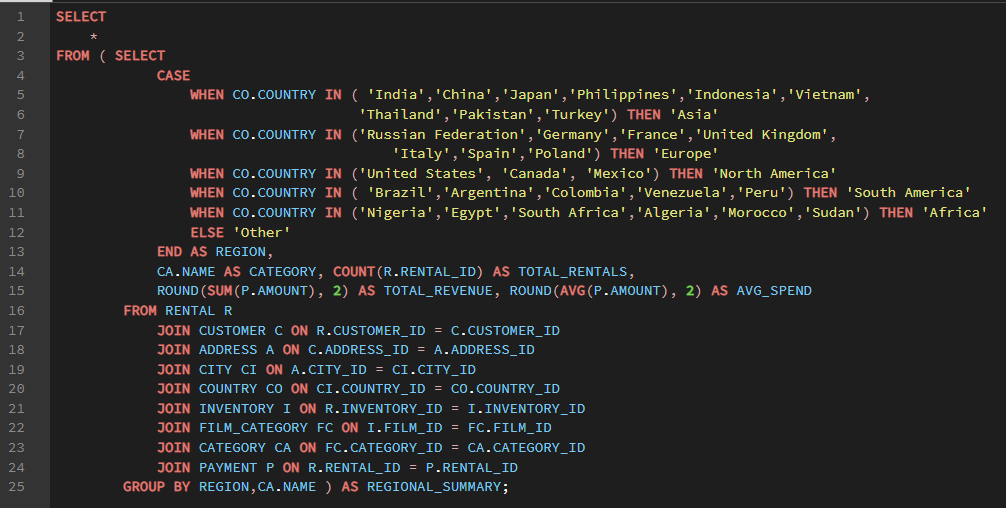 1 SELECT
2 *
3 FROM ( SELECT
4 CASE
5 WHEN CO.COUNTRY IN ( 'India','China','Japan','Philippines','Indonesia','Vietnam',
6 'Thailand','Pakistan','Turkey') THEN 'Asia'
7 WHEN CO.COUNTRY IN ('Russian Federation','Germany','France','United Kingdom',
8 'Italy','Spain','Poland') THEN 'Europe'
9 WHEN CO.COUNTRY IN ('United States', 'Canada', 'Mexico') THEN 'North America'
10 WHEN CO.COUNTRY IN ( 'Brazil','Argentina','Colombia','Venezuela','Peru') THEN 'South America'
11 WHEN CO.COUNTRY IN ('Nigeria','Egypt','South Africa','Algeria','Morocco','Sudan') THEN 'Africa'
12 ELSE 'Other'
13 END AS REGION,
14 CA.NAME AS CATEGORY, COUNT(R.RENTAL_ID) AS TOTAL_RENTALS,
15 ROUND(SUM(P.AMOUNT), 2) AS TOTAL_REVENUE, ROUND(AVG(P.AMOUNT), 2) AS AVG_SPEND
16 FROM RENTAL R
17 JOIN CUSTOMER C ON R.CUSTOMER_ID = C.CUSTOMER_ID
18 JOIN ADDRESS A ON C.ADDRESS_ID = A.ADDRESS_ID
19 JOIN CITY CI ON A.CITY_ID = CI.CITY_ID
20 JOIN COUNTRY CO ON CI.COUNTRY_ID = CO.COUNTRY_ID
21 JOIN INVENTORY I ON R.INVENTORY_ID = I.INVENTORY_ID
22 JOIN FILM_CATEGORY FC ON I.FILM_ID = FC.FILM_ID
23 JOIN CATEGORY CA ON FC.CATEGORY_ID = CA.CATEGORY_ID
24 JOIN PAYMENT P ON R.RENTAL_ID = P.RENTAL_ID
25 GROUP BY REGION,CA.NAME ) AS REGIONAL_SUMMARY;